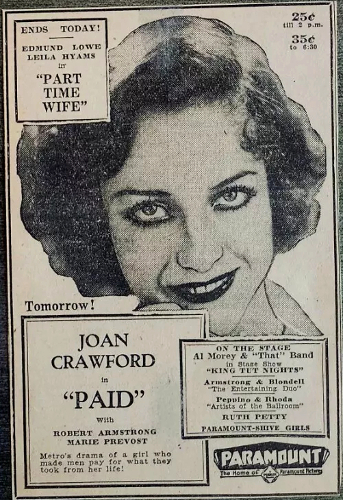 ENDS TODAY!
EDMUND LOWE
LEILA HYAMS
in
"PART
TIME
WIFE"
25¢
till 2 p.m.
35¢
to 6:30
Tomorrow!
JOAN
CRAWFORD
in
"PAID"
with
ROBERT ARMSTRONG
MARIE PREVOST
Metro's drama of a girl who
made men pay for what they
took from her life!
ON THE STAGE
Al Morey & "That" Band
in Stage Show
"KING TUT NIGHTS"
Armstrong & Blondell
"The Entertaining Duo"
Peppino & Rhoda
"Artists of the Ballroom"
RUTH PETTY
PARAMOUNT-SHIVE GIRLS
PARAMOUNT
The Home of Paramount Pictures